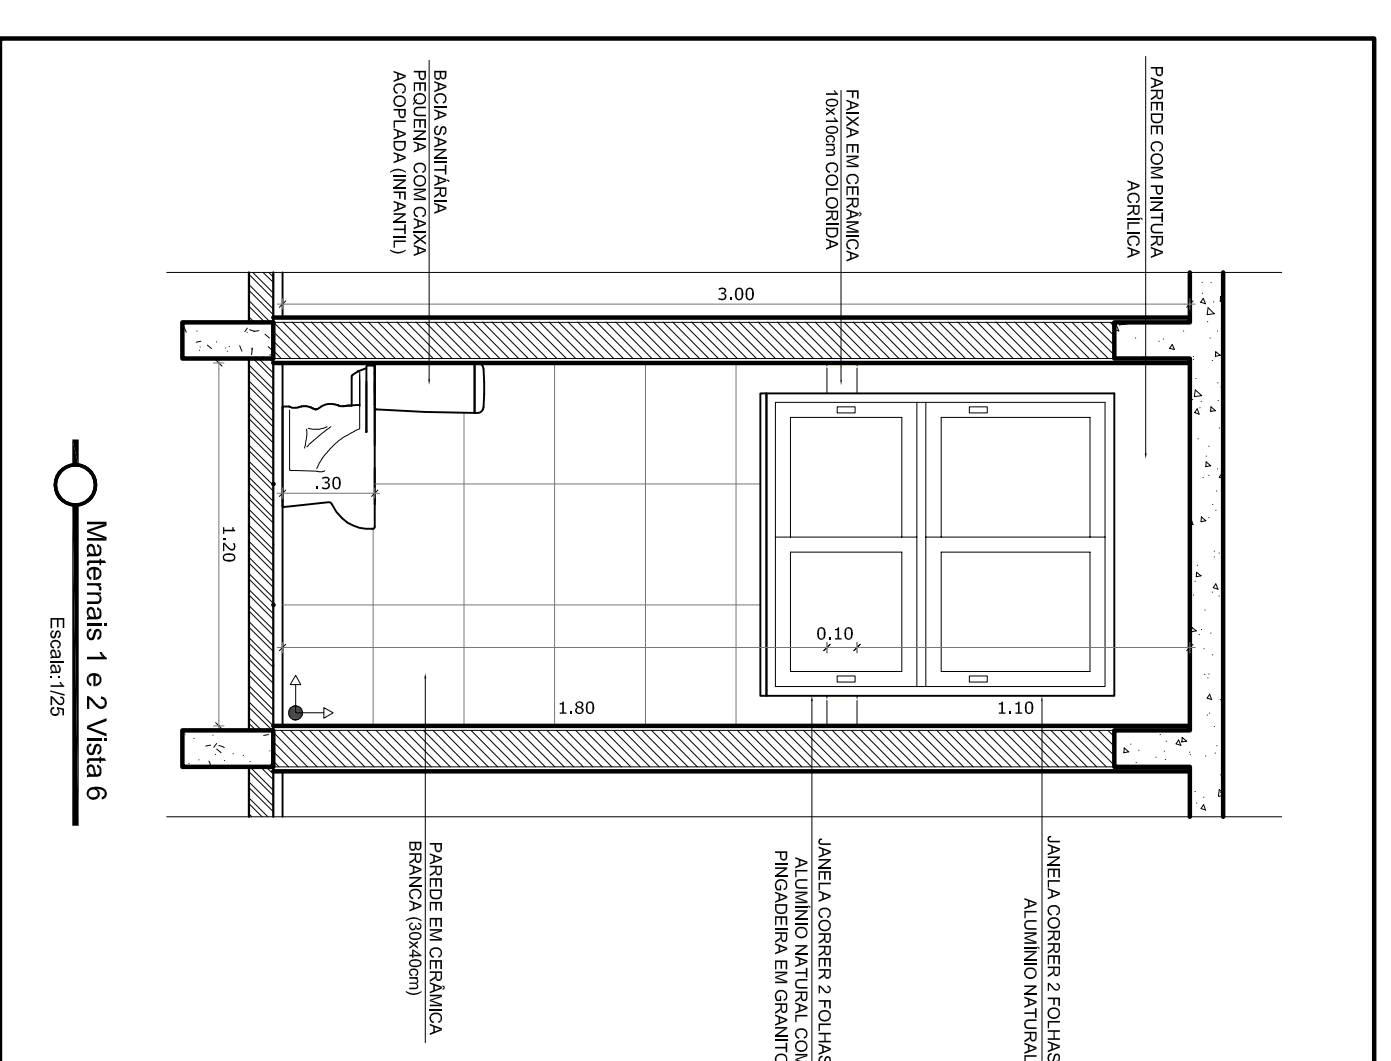 PAREDE COM PINTURA
ACRÍLICA
FAIXA EM CERÂMICA
10x10cm COLORIDA
BACIA SANITÁRIA
PEQUENA COM CAIXA
ACOPLADA (INFANTIL)
3.00
.30
1.20
0.10
1.80
1.10
JANELA CORRER 2 FOLHAS
ALUMÍNIO NATURAL
JANELA CORRER 2 FOLHAS
ALUMÍNIO NATURAL COM
PINGADEIRA EM GRANITO
PAREDE EM CERÂMICA
BRANCA (30x40cm)
Maternais 1 e 2 Vista 6
Escala:1/25